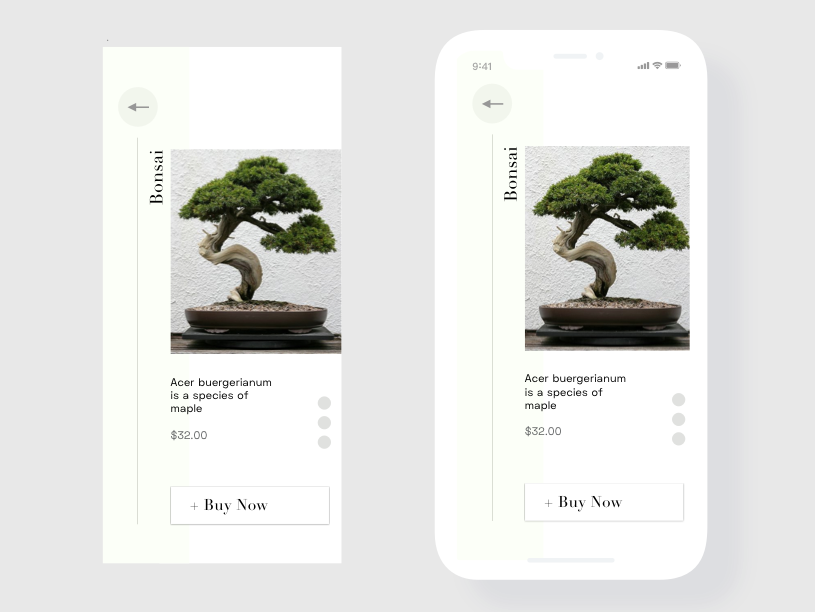 Bonsai
Acer buergerianum
is a species of
maple
$32.00
+ Buy Now
9:41
Bonsai
Acer buergerianum
is a species of
maple
$32.00
+ Buy Now